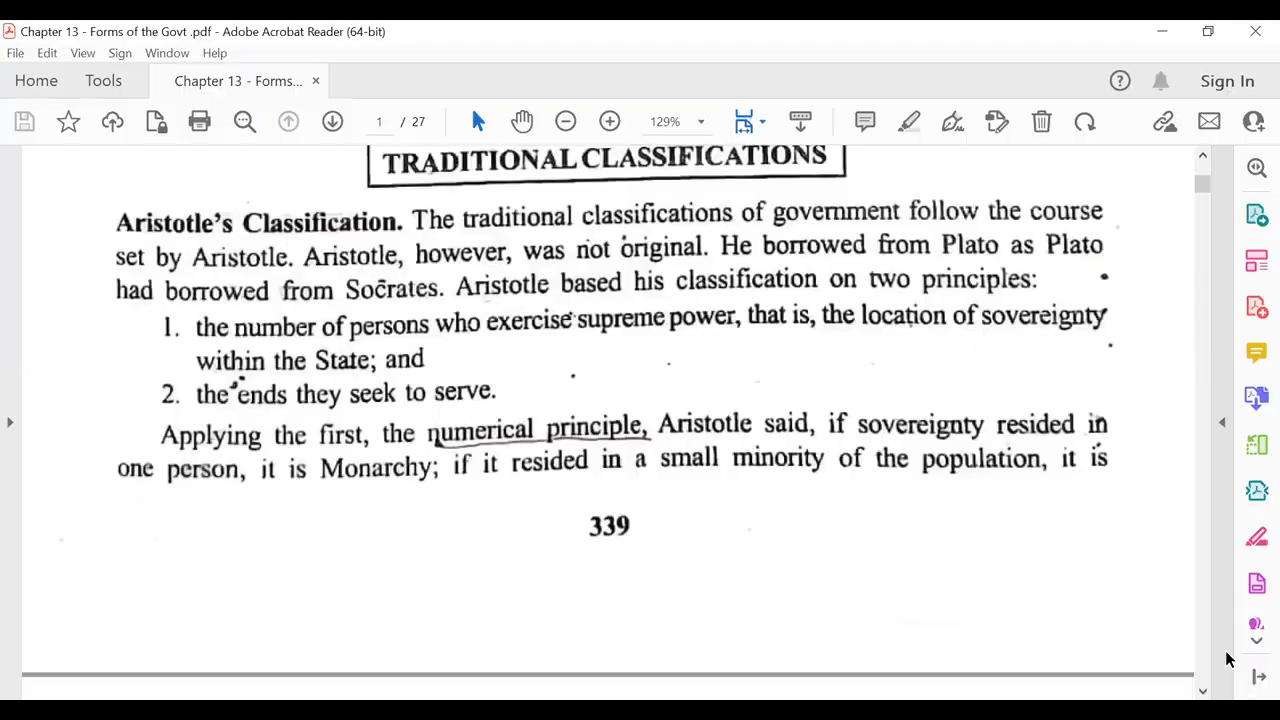 Chapter 13 - Forms of the Govt .pdf - Adobe Acrobat Reader (64-bit)
File Edit View Sign Window Help
Home Tools Chapter 13 - Forms... × Sign In
1 / 27 129%
TRADITIONAL CLASSIFICATIONS
Aristotle's Classification. The traditional classifications of government follow the course
set by Aristotle. Aristotle, however, was not original. He borrowed from Plato as Plato
had borrowed from Socrates. Aristotle based his classification on two principles:
1. the number of persons who exercise supreme power, that is, the location of sovereignty
within the State; and
2. the ends they seek to serve.
Applying the first, the numerical principle, Aristotle said, if sovereignty resided in
one person, it is Monarchy; if it resided in a small minority of the population, it is
339